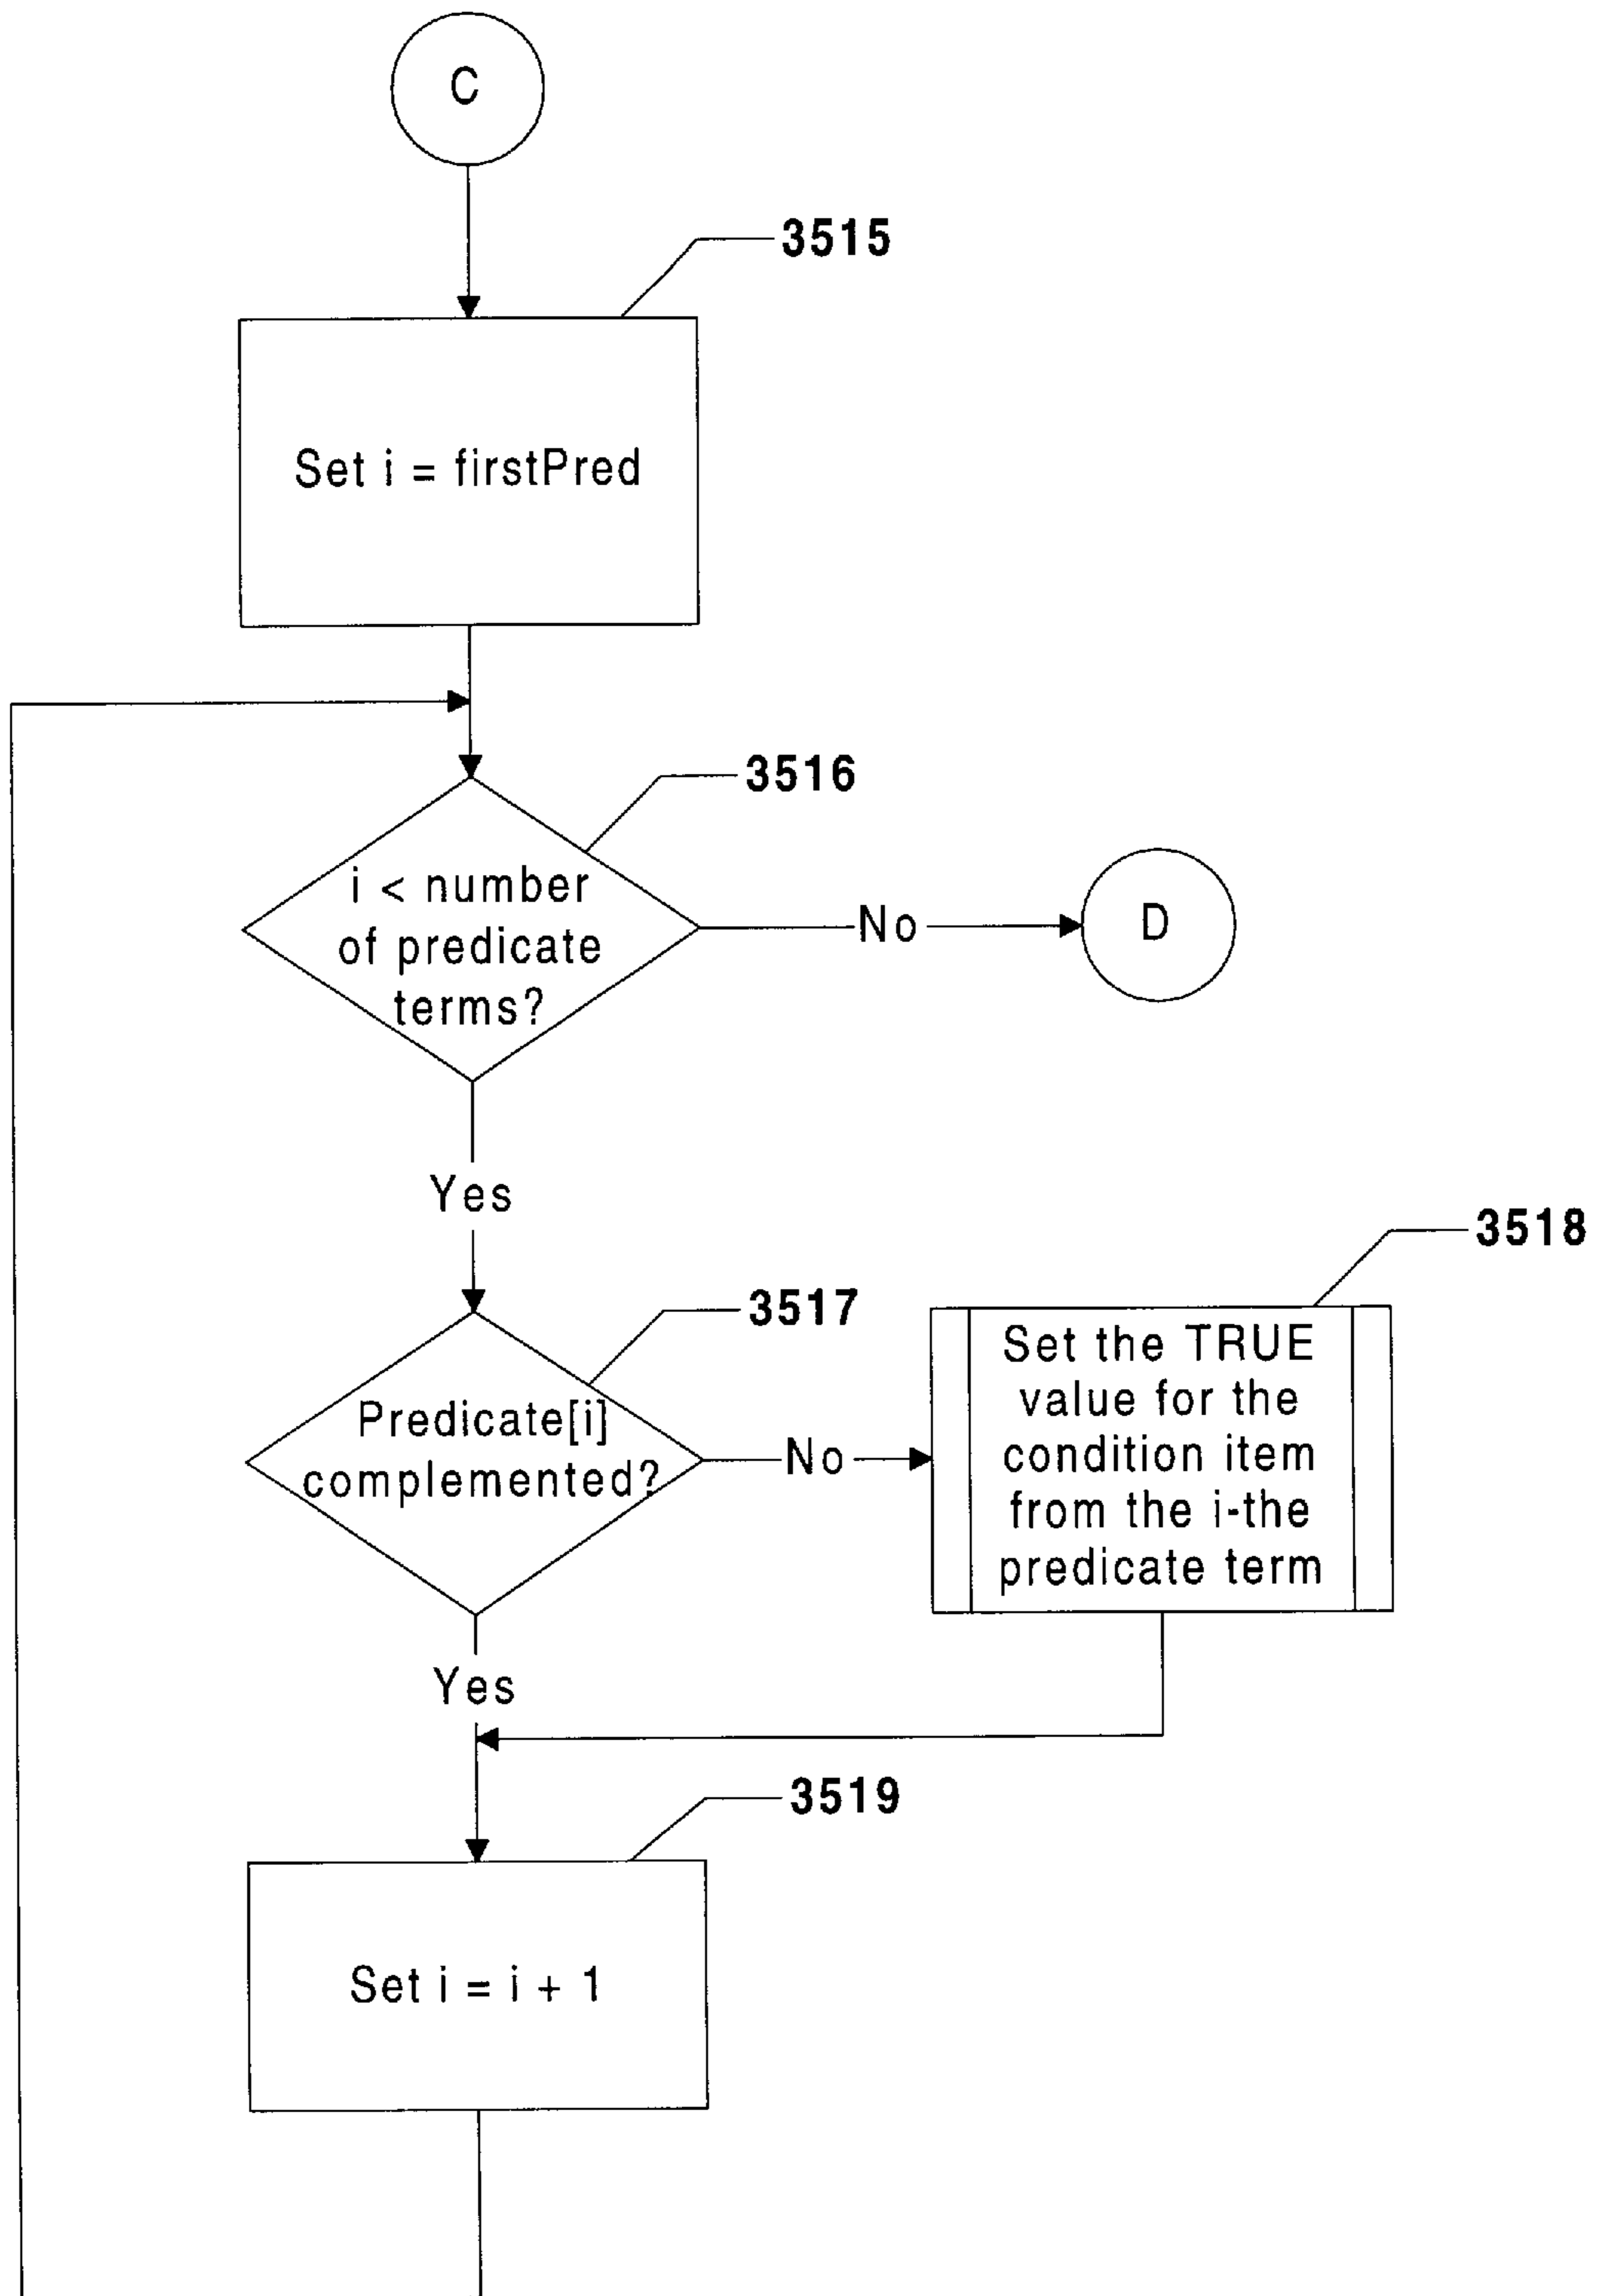 C
3515
Set i = firstPred
3516
i < number
of predicate
terms?
No
D
Yes
3518
3517
Predicate[i]
complemented?
No
Set the TRUE
value for the
condition item
from the i-the
predicate term
Yes
3519
Set i = i + 1